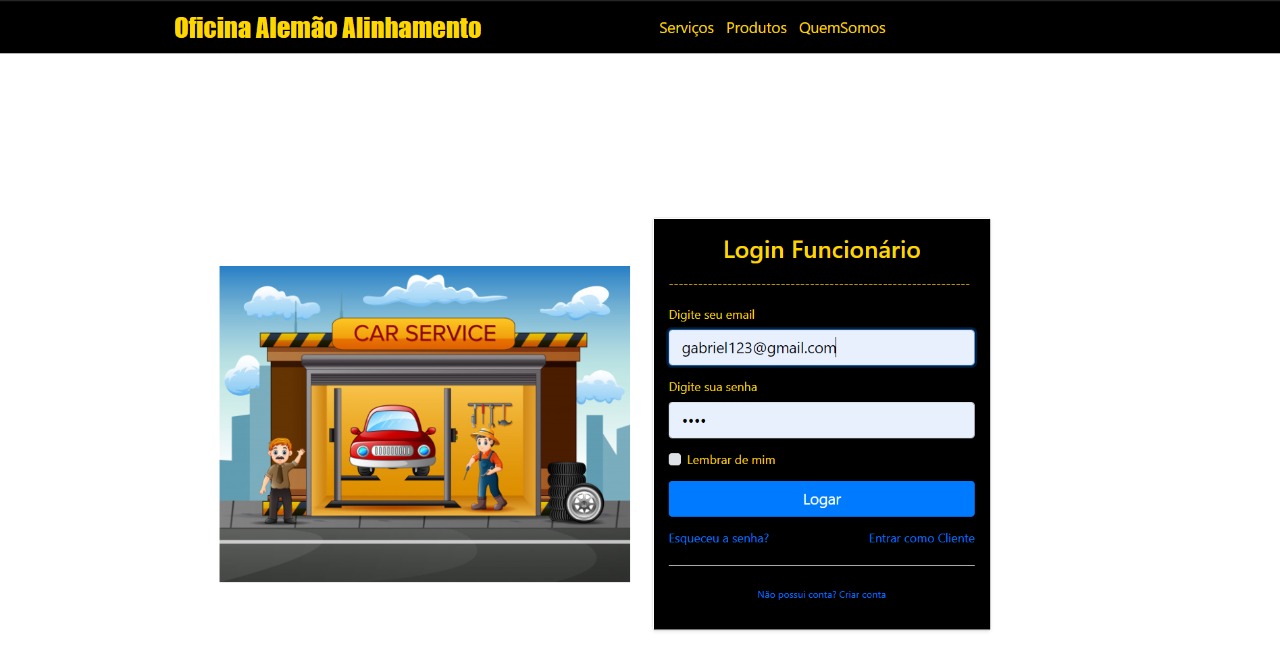 Oficina Alemão Alinhamento
Serviços Produtos QuemSomos
CAR SERVICE
Login Funcionário
--------------------------------------------------------------
Digite seu email
gabriel123@gmail.com
Digite sua senha
••••
Lembrar de mim
Logar
Esqueceu a senha? Entrar como Cliente
Não possui conta? Criar conta